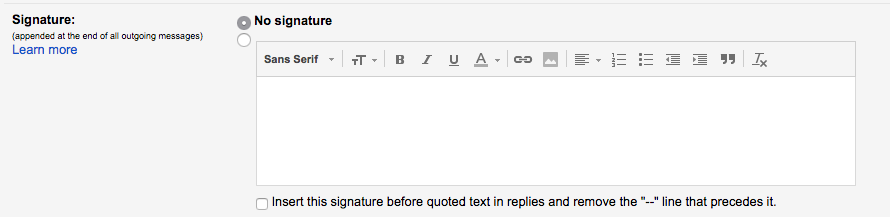 Signature:
(appended at the end of all outgoing messages)
Learn more
No signature
Sans Serif
Insert this signature before quoted text in replies and remove the "--" line that precedes it.